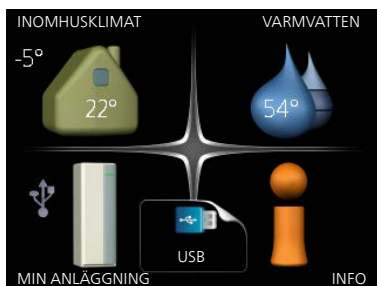 INOMHUSKLIMAT
VARMVATTEN
-5°
22°
54°
USB
MIN ANLÄGGNING
INFO